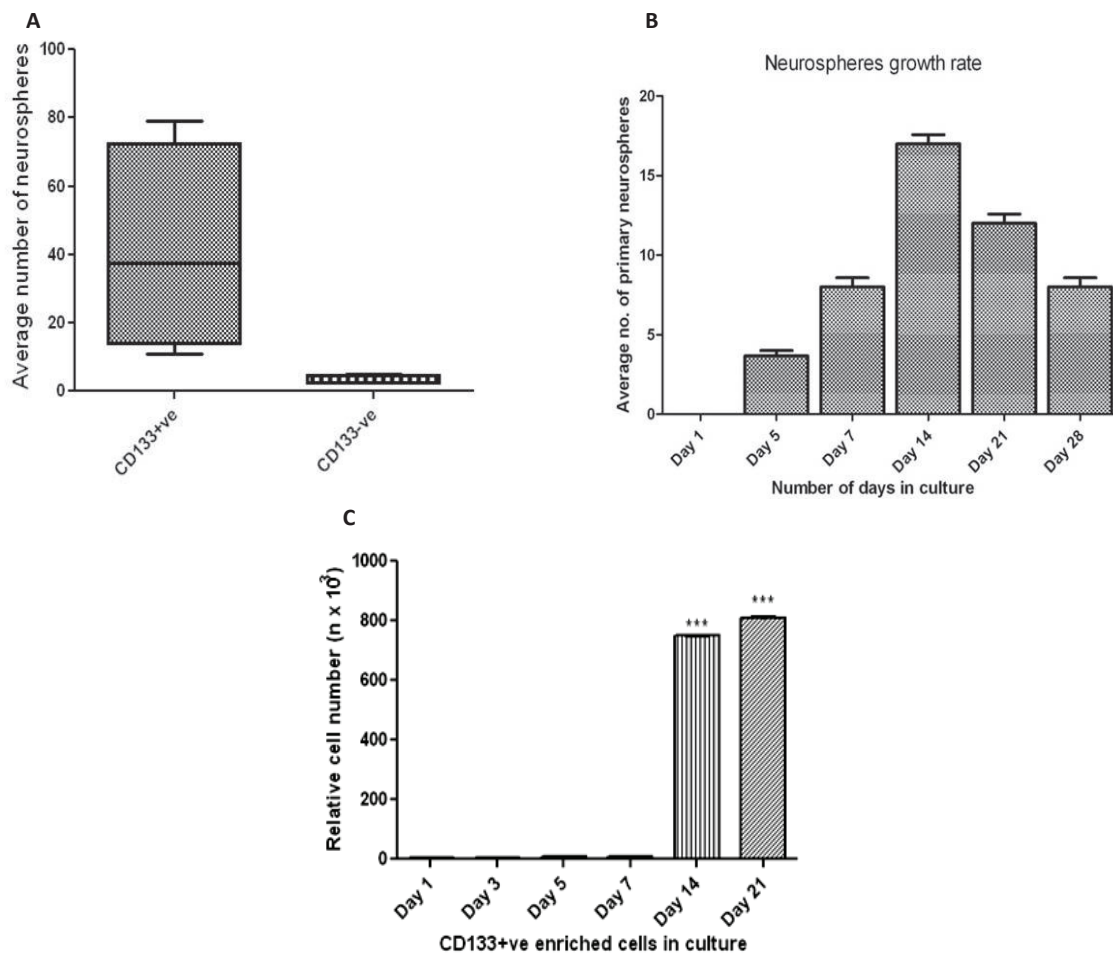 A
Average number of neurospheres
100
80
60
40
20
0
CD133+ve
CD133-ve
B
Neurospheres growth rate
Average no. of primary neurospheres
20
15
10
5
0
Day 1
Day 5
Day 7
Day 14
Day 21
Day 28
Number of days in culture
C
Relative cell number (n x 10³)
1000
800
600
400
200
0
***
***
Day 1
Day 3
Day 5
Day 7
Day 14
Day 21
CD133+ve enriched cells in culture